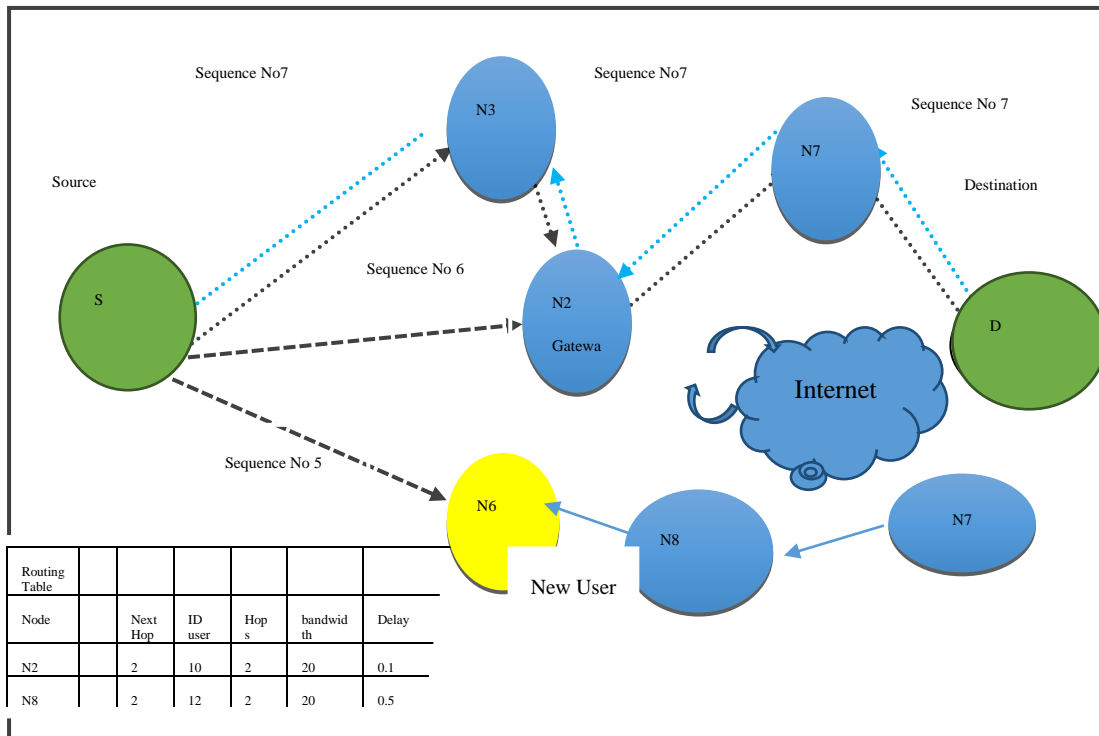 Sequence No7
Sequence No7
Sequence No 7
N3
N7
Source
Destination
Sequence No 6
S
N2
Gatewa
D
Internet
Sequence No 5
N6
N8
N7
New User
Routing
Table
Node Next Hop ID user Hop s bandwid th Delay
N2 2 10 2 20 0.1
N8 2 12 2 20 0.5